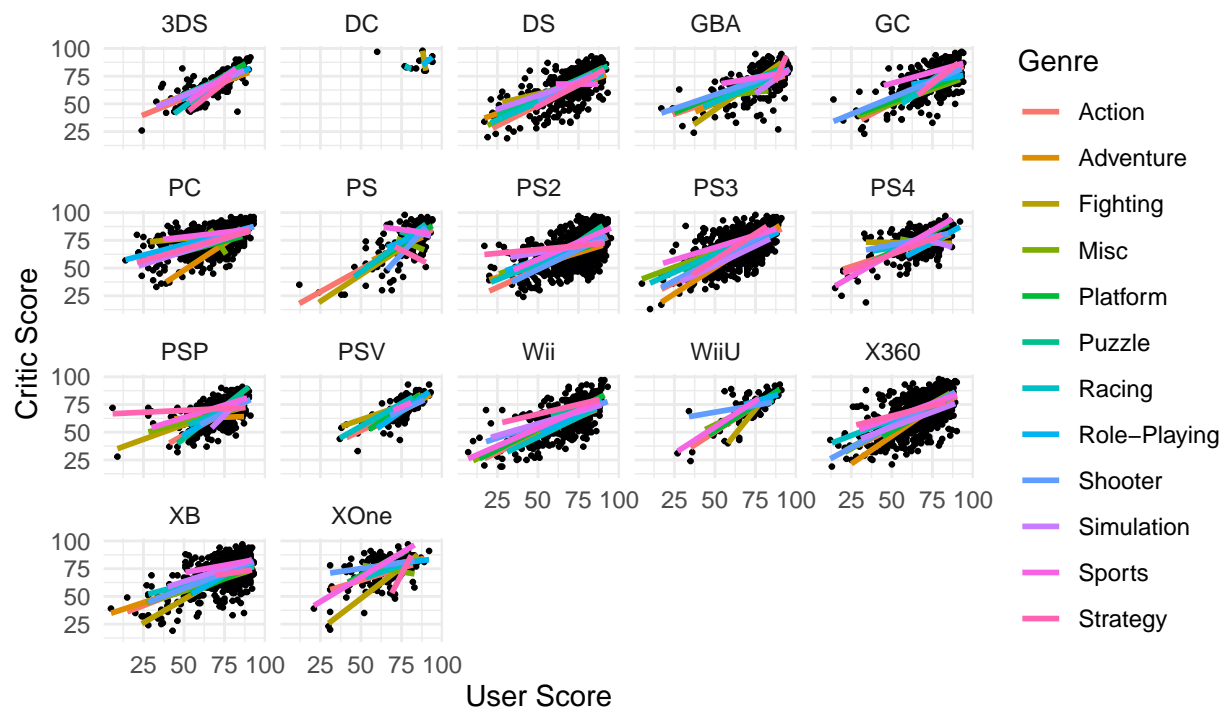 3DS DC DS GBA GC
100
75
50
25
PC PS PS2 PS3 PS4
100
75
50
25
PSP PSV Wii WiiU X360
100
75
50
25
25 50 75 100 25 50 75 100 25 50 75 100
XB XOne
100
75
50
25
25 50 75 100 25 50 75 100
User Score
Critic Score
Genre
Action
Adventure
Fighting
Misc
Platform
Puzzle
Racing
Role−Playing
Shooter
Simulation
Sports
Strategy